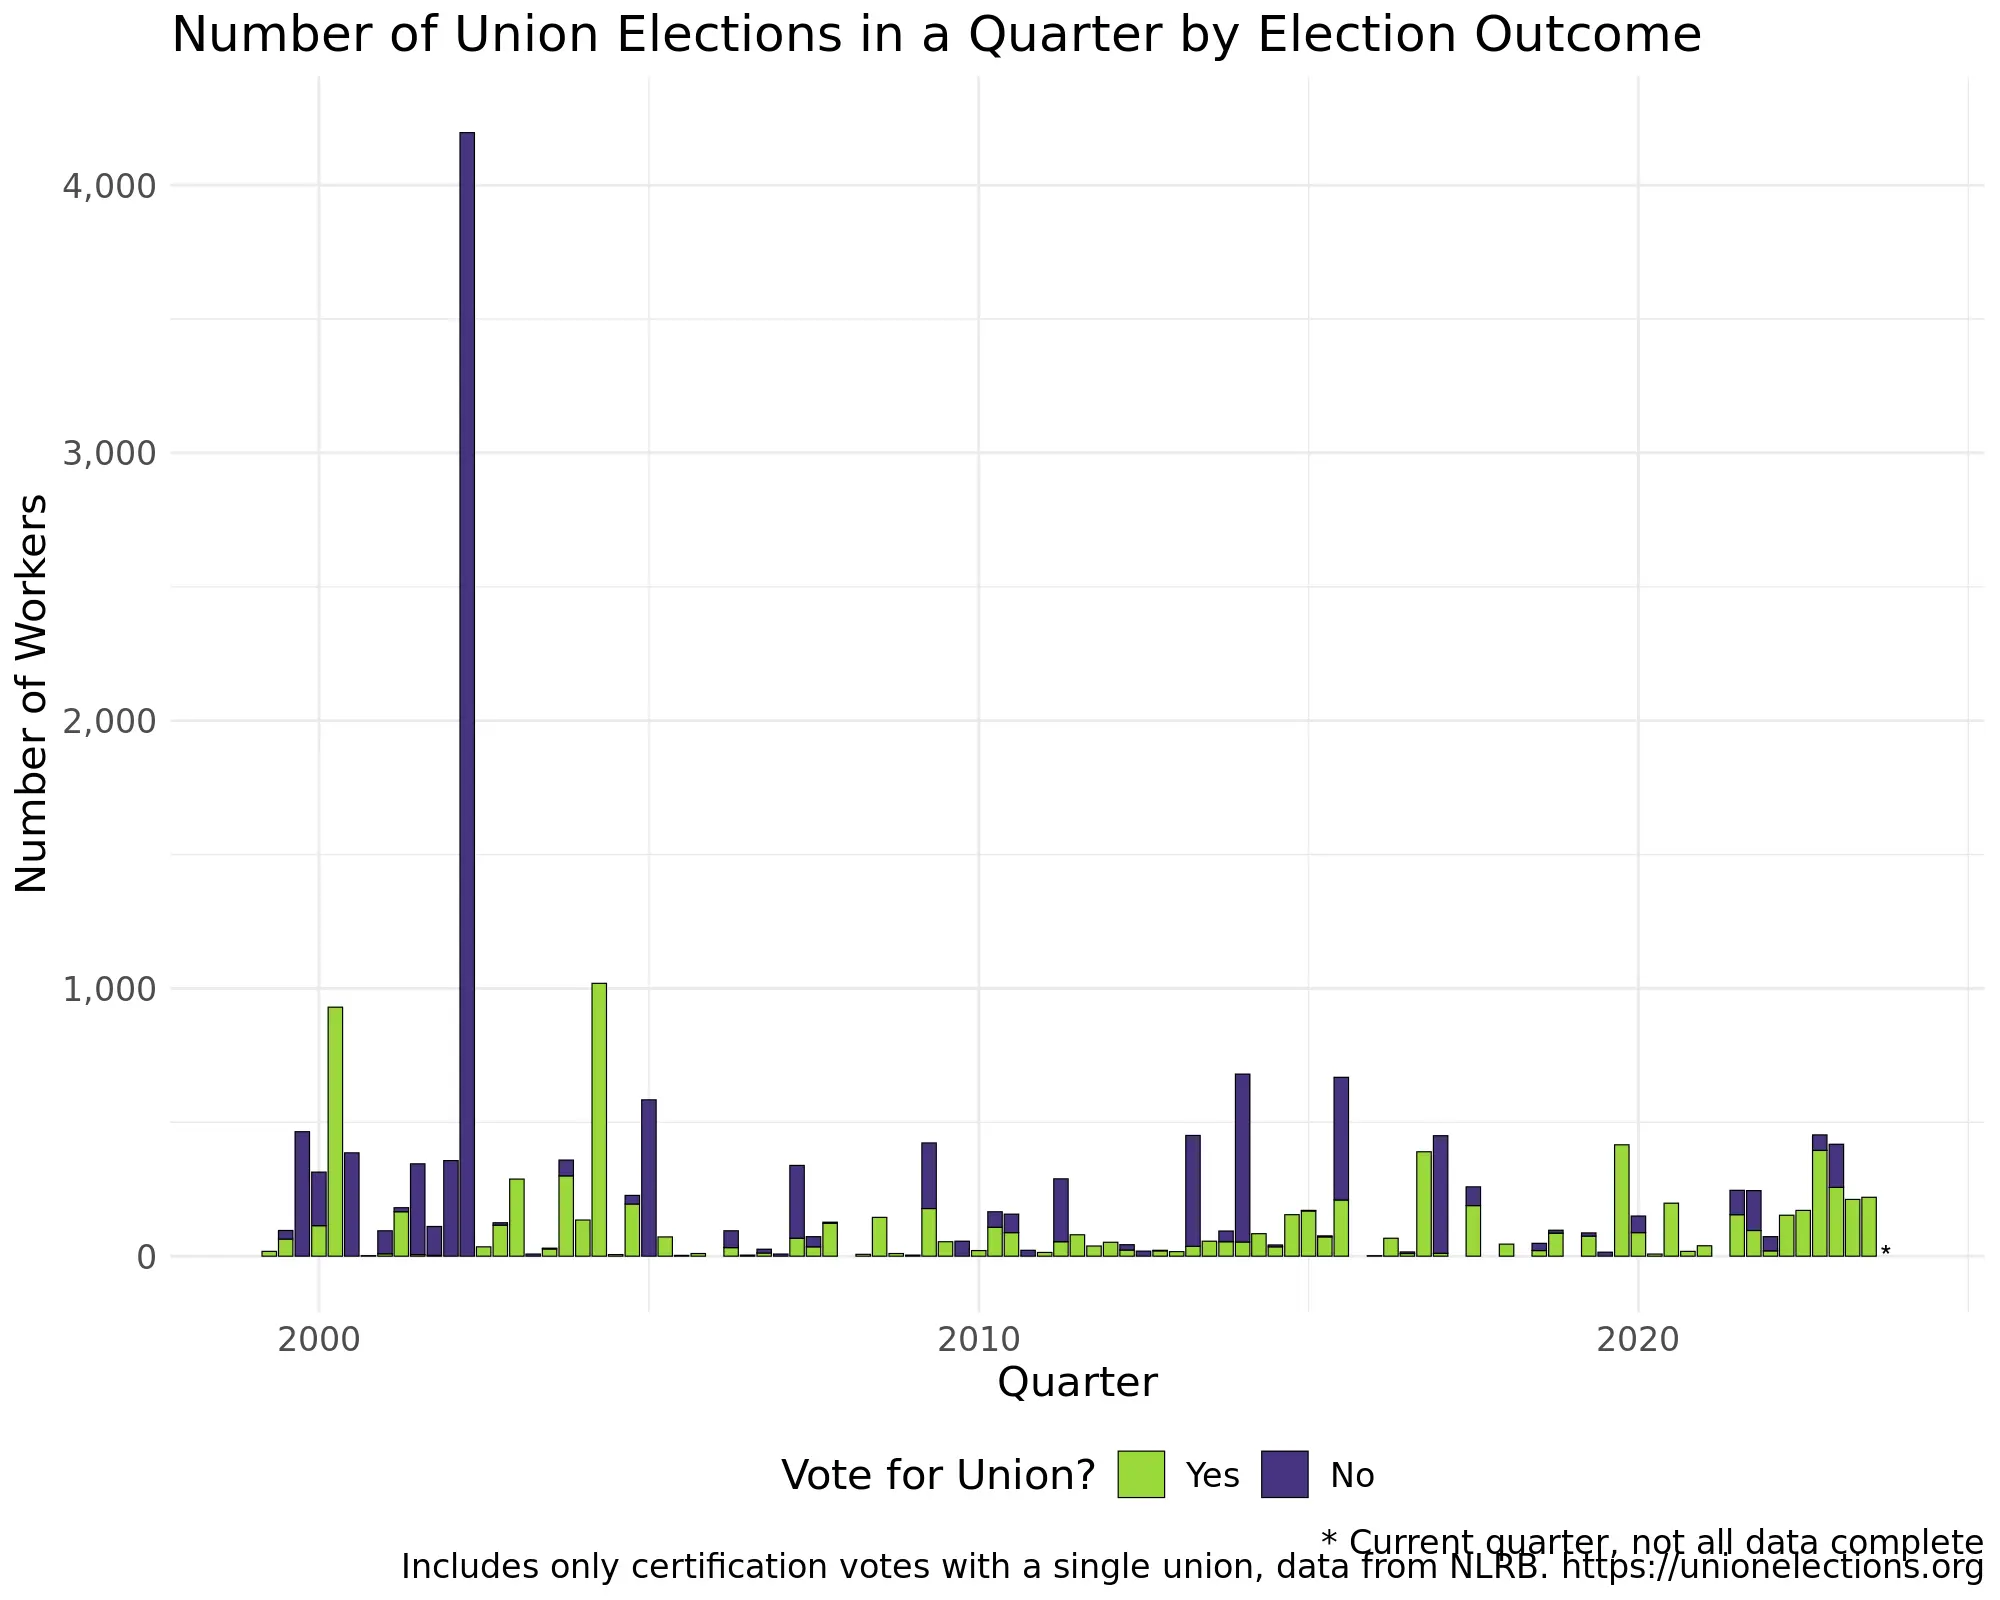 Number of Union Elections in a Quarter by Election Outcome
4,000
3,000
2,000
1,000
0
Number of Workers
*
2000
2010
2020
Quarter
Vote for Union?
Yes
No
* Current quarter, not all data complete
Includes only certification votes with a single union, data from NLRB. https://unionelections.org